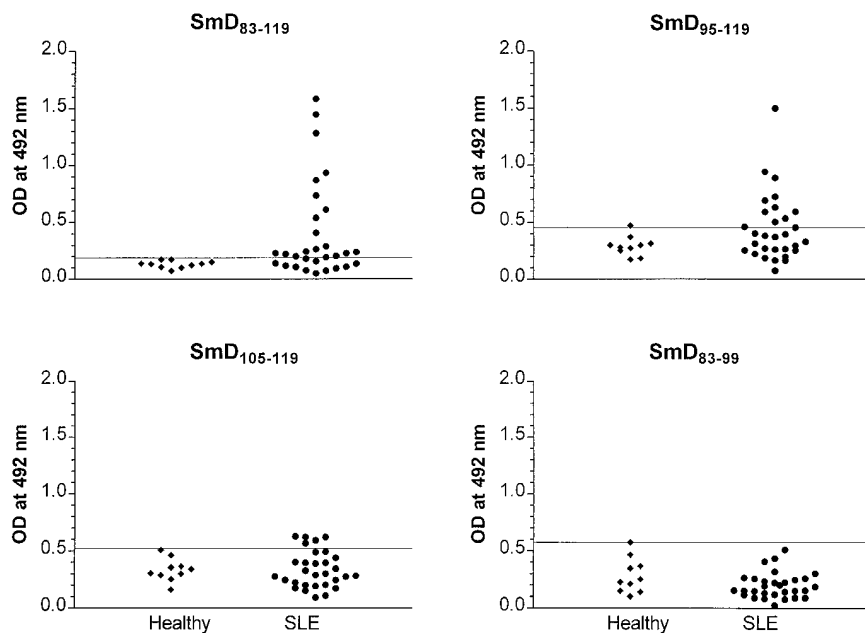 SmD83-119
OD at 492 nm
2.0
1.5
1.0
0.5
0.0
SmD95-119
OD at 492 nm
2.0
1.5
1.0
0.5
0.0
SmD105-119
OD at 492 nm
2.0
1.5
1.0
0.5
0.0
Healthy SLE
SmD83-99
OD at 492 nm
2.0
1.5
1.0
0.5
0.0
Healthy SLE